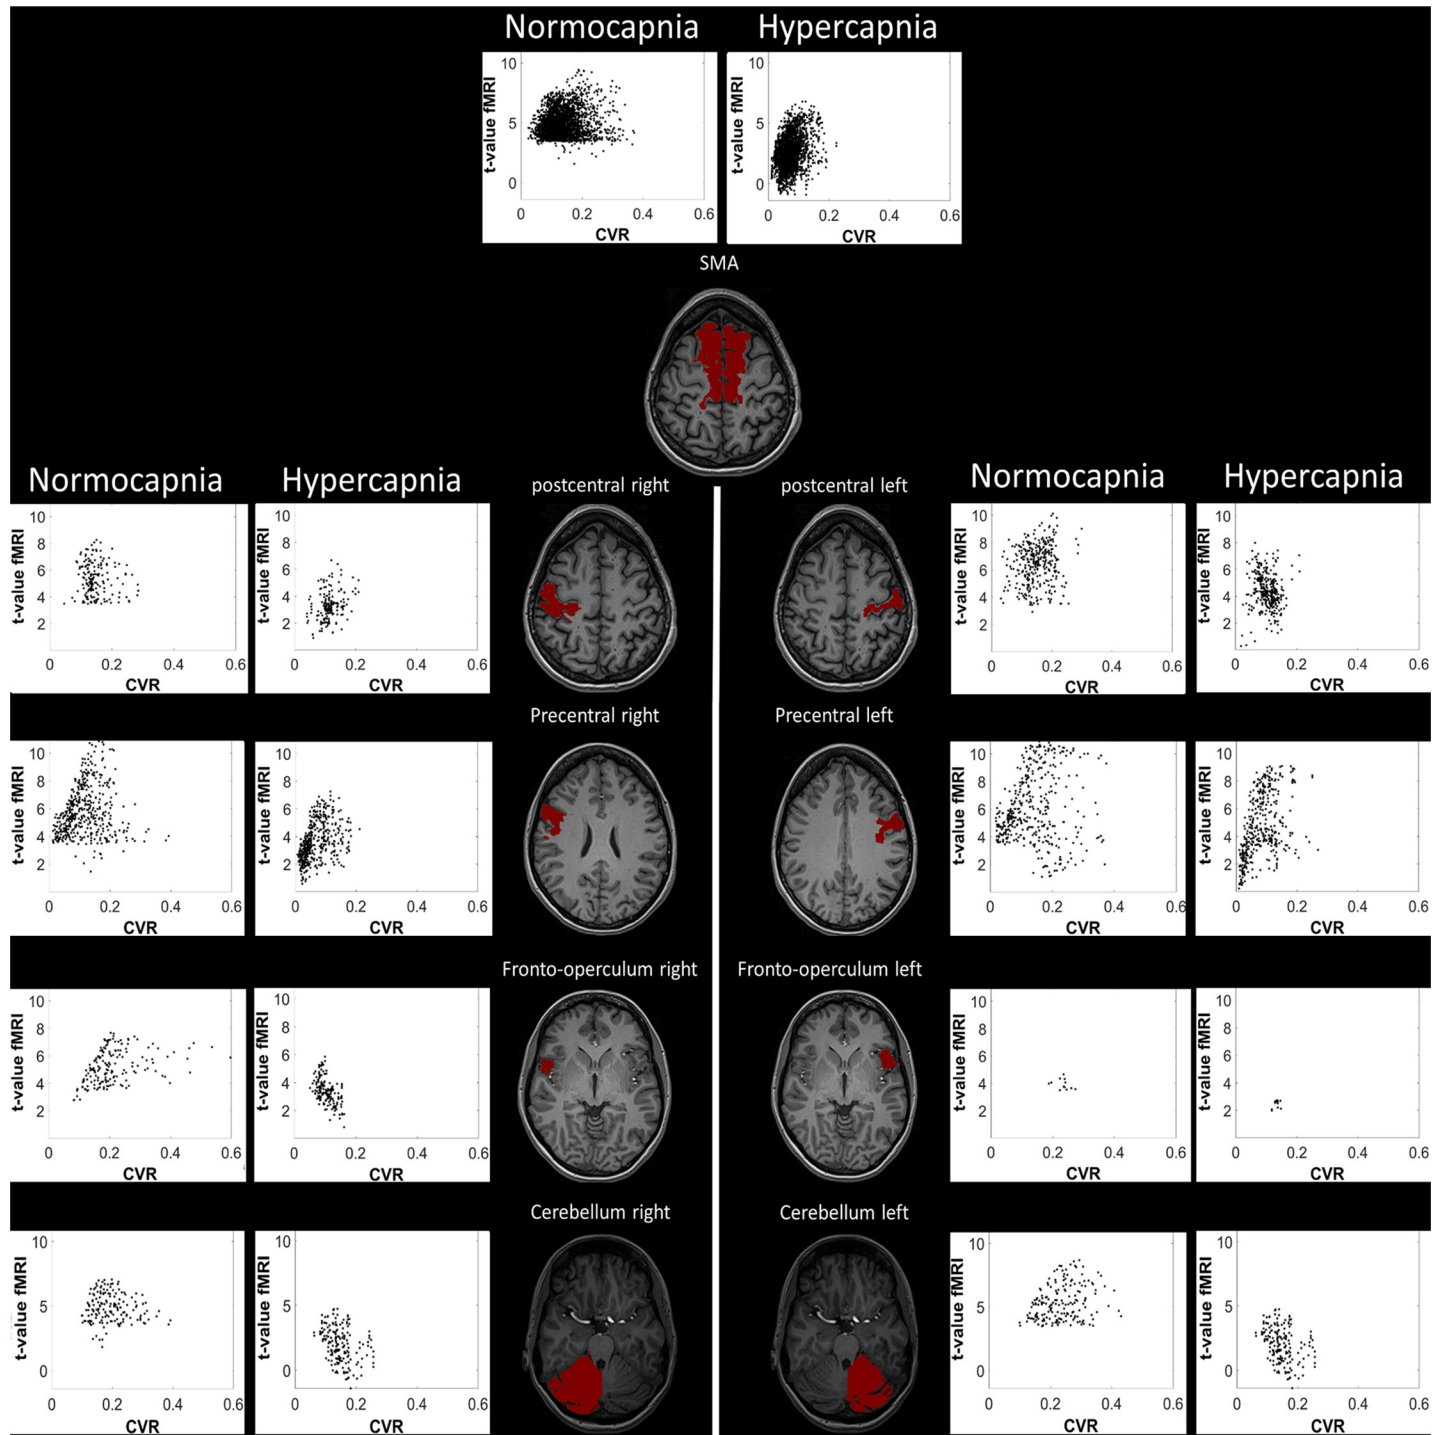 Normocapnia Hypercapnia
t-value fMRI
10
5
0
0 0.2 0.4 0.6
CVR
t-value fMRI
10
5
0
0 0.2 0.4 0.6
CVR
SMA
Normocapnia Hypercapnia
postcentral right
postcentral left
Normocapnia Hypercapnia
t-value fMRI
10
8
6
4
2
0 0.2 0.4 0.6
CVR
t-value fMRI
10
8
6
4
2
0 0.2 0.4 0.6
CVR
t-value fMRI
10
8
6
4
2
0 0.2 0.4 0.6
CVR
t-value fMRI
10
8
6
4
2
0 0.2 0.4 0.6
CVR
Precentral right
Precentral left
t-value fMRI
10
8
6
4
2
0 0.2 0.4 0.6
CVR
t-value fMRI
10
8
6
4
2
0 0.2 0.4 0.6
CVR
t-value fMRI
10
8
6
4
2
0 0.2 0.4 0.6
CVR
t-value fMRI
10
8
6
4
2
0 0.2 0.4 0.6
CVR
Fronto-operculum right
Fronto-operculum left
t-value fMRI
10
8
6
4
2
0 0.2 0.4 0.6
CVR
t-value fMRI
10
8
6
4
2
0 0.2 0.4 0.6
CVR
t-value fMRI
10
8
6
4
2
0 0.2 0.4 0.6
CVR
t-value fMRI
10
8
6
4
2
0 0.2 0.4 0.6
CVR
Cerebellum right
Cerebellum left
t-value fMRI
10
5
0
0 0.2 0.4 0.6
CVR
t-value fMRI
10
5
0
0 0.2 0.4 0.6
CVR
t-value fMRI
10
5
0
0 0.2 0.4 0.6
CVR
t-value fMRI
10
5
0
0 0.2 0.4 0.6
CVR